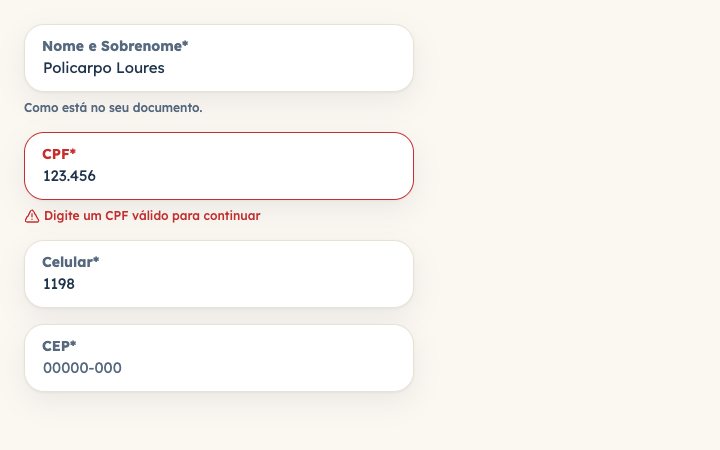 Nome e Sobrenome*
Policarpo Loures
Como está no seu documento.
CPF*
123.456
Digite um CPF válido para continuar
Celular*
1198
CEP*
00000-000